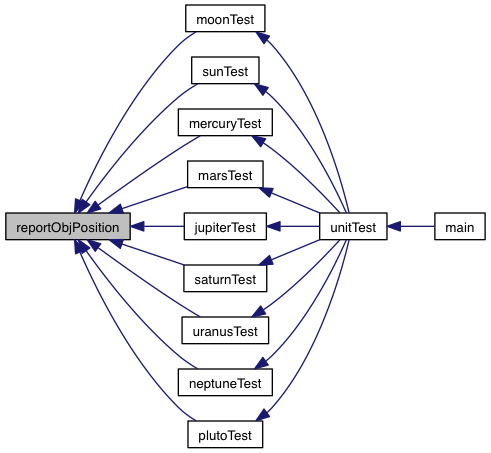 moonTest
sunTest
mercuryTest
marsTest
reportObjPosition
jupiterTest
unitTest
main
saturnTest
uranusTest
neptuneTest
plutoTest